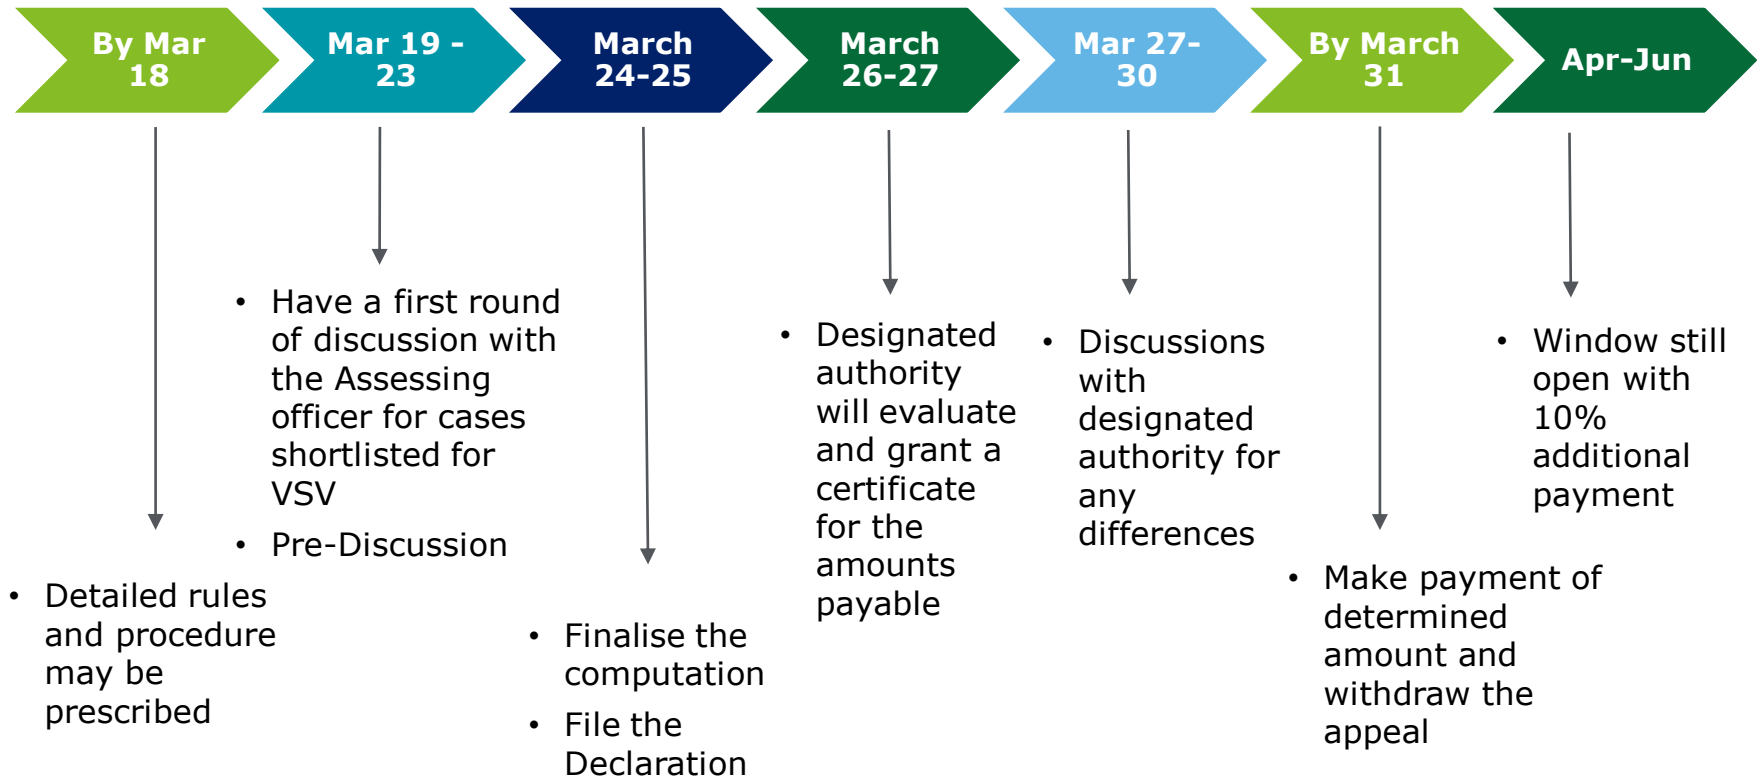 By Mar
18
Mar 19 -
23
March
24-25
March
26-27
Mar 27-
30
By March
31
Apr-Jun
• Detailed rules
and procedure
may be
prescribed
• Have a first round
of discussion with
the Assessing
officer for cases
shortlisted for
VSV
• Pre-Discussion
• Finalise the
computation
• File the
Declaration
• Designated
authority
will evaluate
and grant a
certificate
for the
amounts
payable
• Discussions
with
designated
authority for
any
differences
• Make payment of
determined
amount and
withdraw the
appeal
• Window still
open with
10%
additional
payment